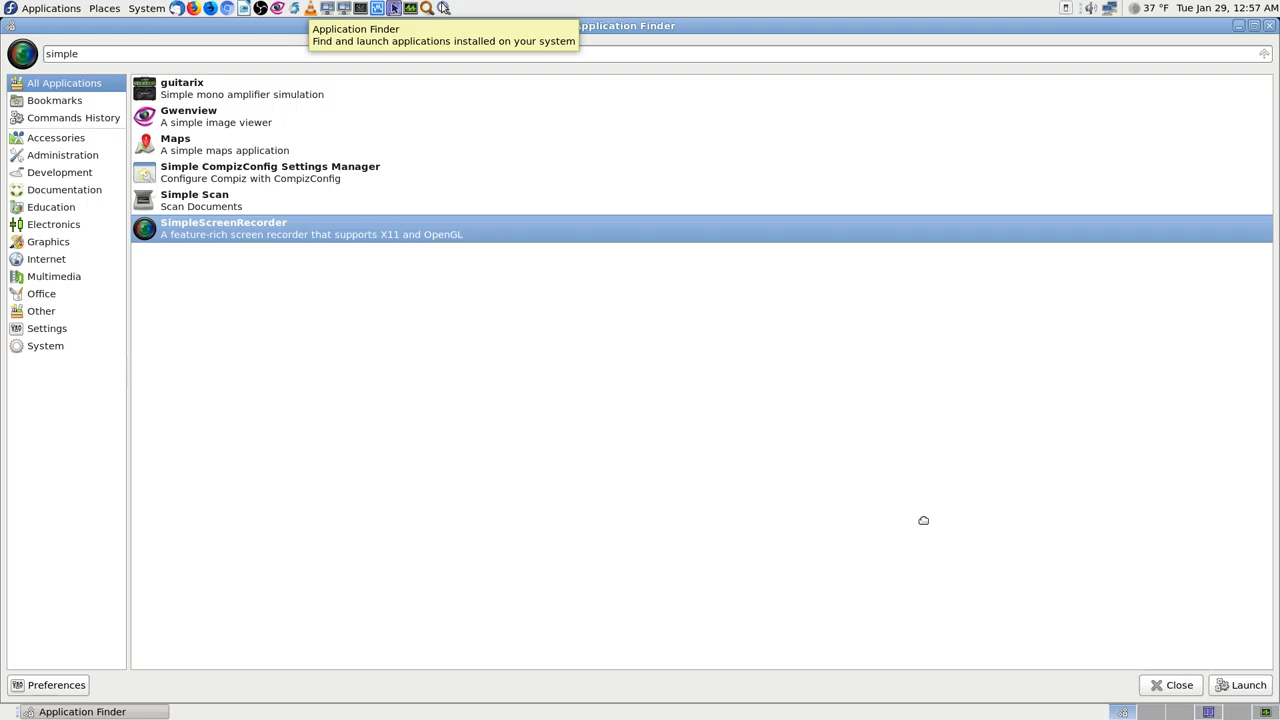 Applications Places System
37 °F Tue Jan 29, 12:57 AM
Application Finder
Application Finder
Find and launch applications installed on your system
simple
All Applications
Bookmarks
Commands History
Accessories
Administration
Development
Documentation
Education
Electronics
Graphics
Internet
Multimedia
Office
Other
Settings
System
guitarix
Simple mono amplifier simulation
Gwenview
A simple image viewer
Maps
A simple maps application
Simple CompizConfig Settings Manager
Configure Compiz with CompizConfig
Simple Scan
Scan Documents
SimpleScreenRecorder
A feature-rich screen recorder that supports X11 and OpenGL
Preferences
Close
Launch
Application Finder